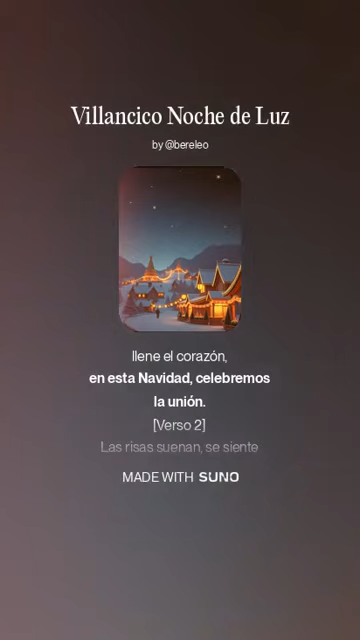 Villancico Noche de Luz
by @bereleo
llene el corazón,
en esta Navidad, celebremos
la unión.
[Verso 2]
Las risas suenan, se siente
MADE WITH SUNO